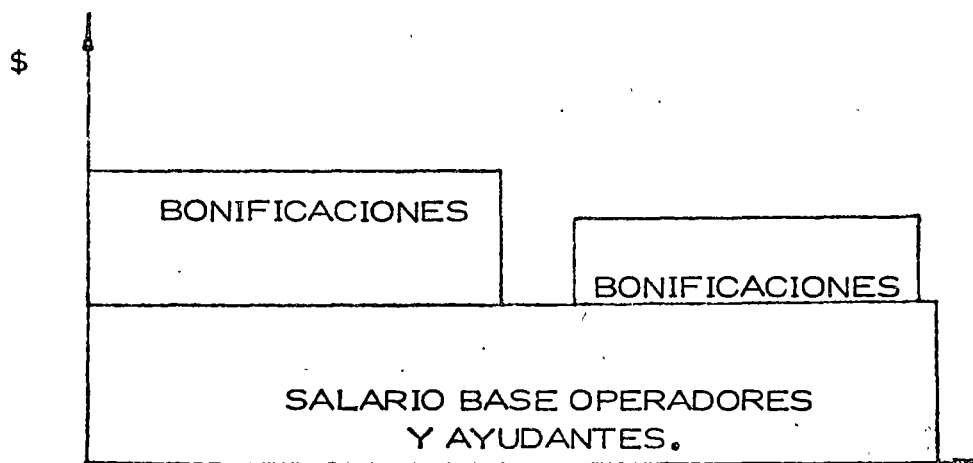 $
BONIFICACIONES
BONIFICACIONES
SALARIO BASE OPERADORES
Y AYUDANTES.